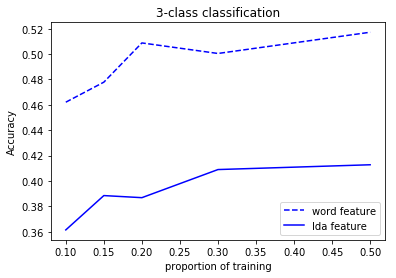 3-class classification
Accuracy
0.52
0.50
0.48
0.46
0.44
0.42
0.40
0.38
0.36
0.10 0.15 0.20 0.25 0.30 0.35 0.40 0.45 0.50
proportion of training
word feature
lda feature